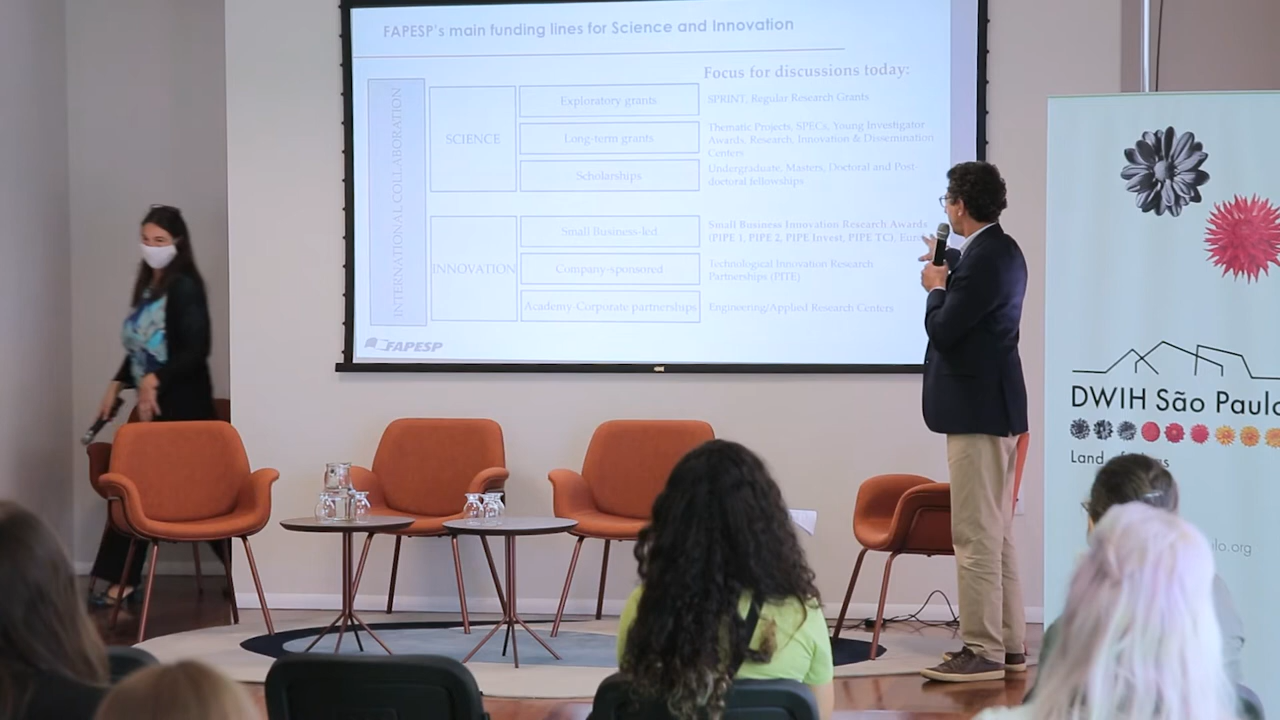 FAPESP's main funding lines for Science and Innovation
Focus for discussions today:
INTERNATIONAL COLLABORATION
SCIENCE
Exploratory grants
SPRINT, Regular Research Grants
Long-term grants
Thematic Projects, SPECs, Young Investigator
Awards, Research, Innovation & Dissemination
Centers
Scholarships
Undergraduate, Masters, Doctoral and Post-
doctoral fellowships
INNOVATION
Small Business-led
Small Business Innovation Research Awards
(PIPE 1, PIPE 2, PIPE Invest, PIPE TC),
Company-sponsored
Technological Innovation Research
Partnerships (PITE)
Academy-Corporate partnerships
Engineering/Applied Research Centers
FAPESP
DWIH São Paulo
Land
.org